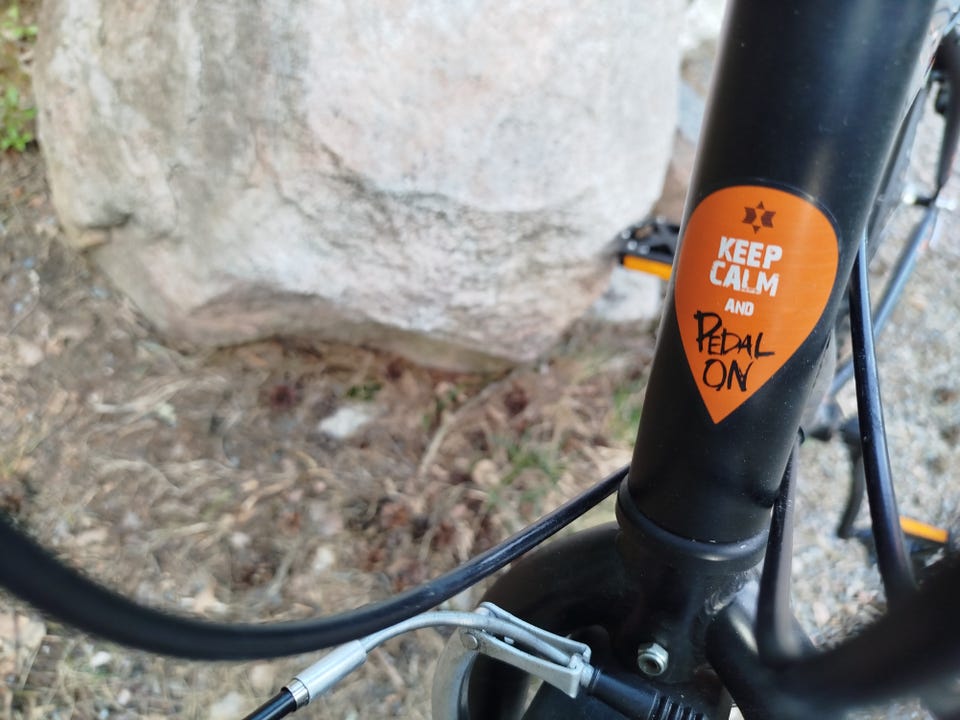 KEEP
CALM
AND
PEDAL
ON